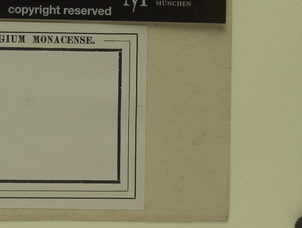 copyright reserved
MÜNCHEN
GIUM MONACENSE.